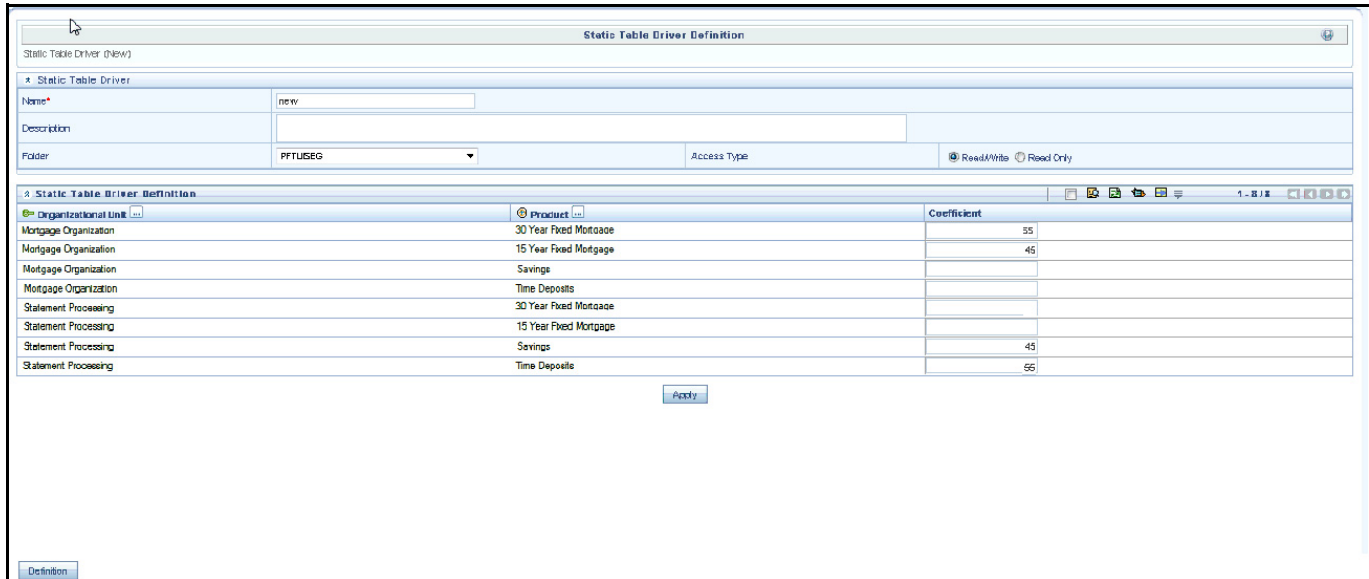 Static Table Driver Definition
Static Table Driver (New)
Static Table Driver
Name* new
Description
Folder PFTUISEG Access Type Read/Write Read Only
Static Table Driver Definition 1 - 8 / 8
Organizational Unit ... Product ... Coefficient
Mortgage Organization 30 Year Fixed Mortgage 55
Mortgage Organization 15 Year Fixed Mortgage 45
Mortgage Organization Savings
Mortgage Organization Time Deposits
Statement Processing 30 Year Fixed Mortgage
Statement Processing 15 Year Fixed Mortgage
Statement Processing Savings 45
Statement Processing Time Deposits 55
Apply
Definition